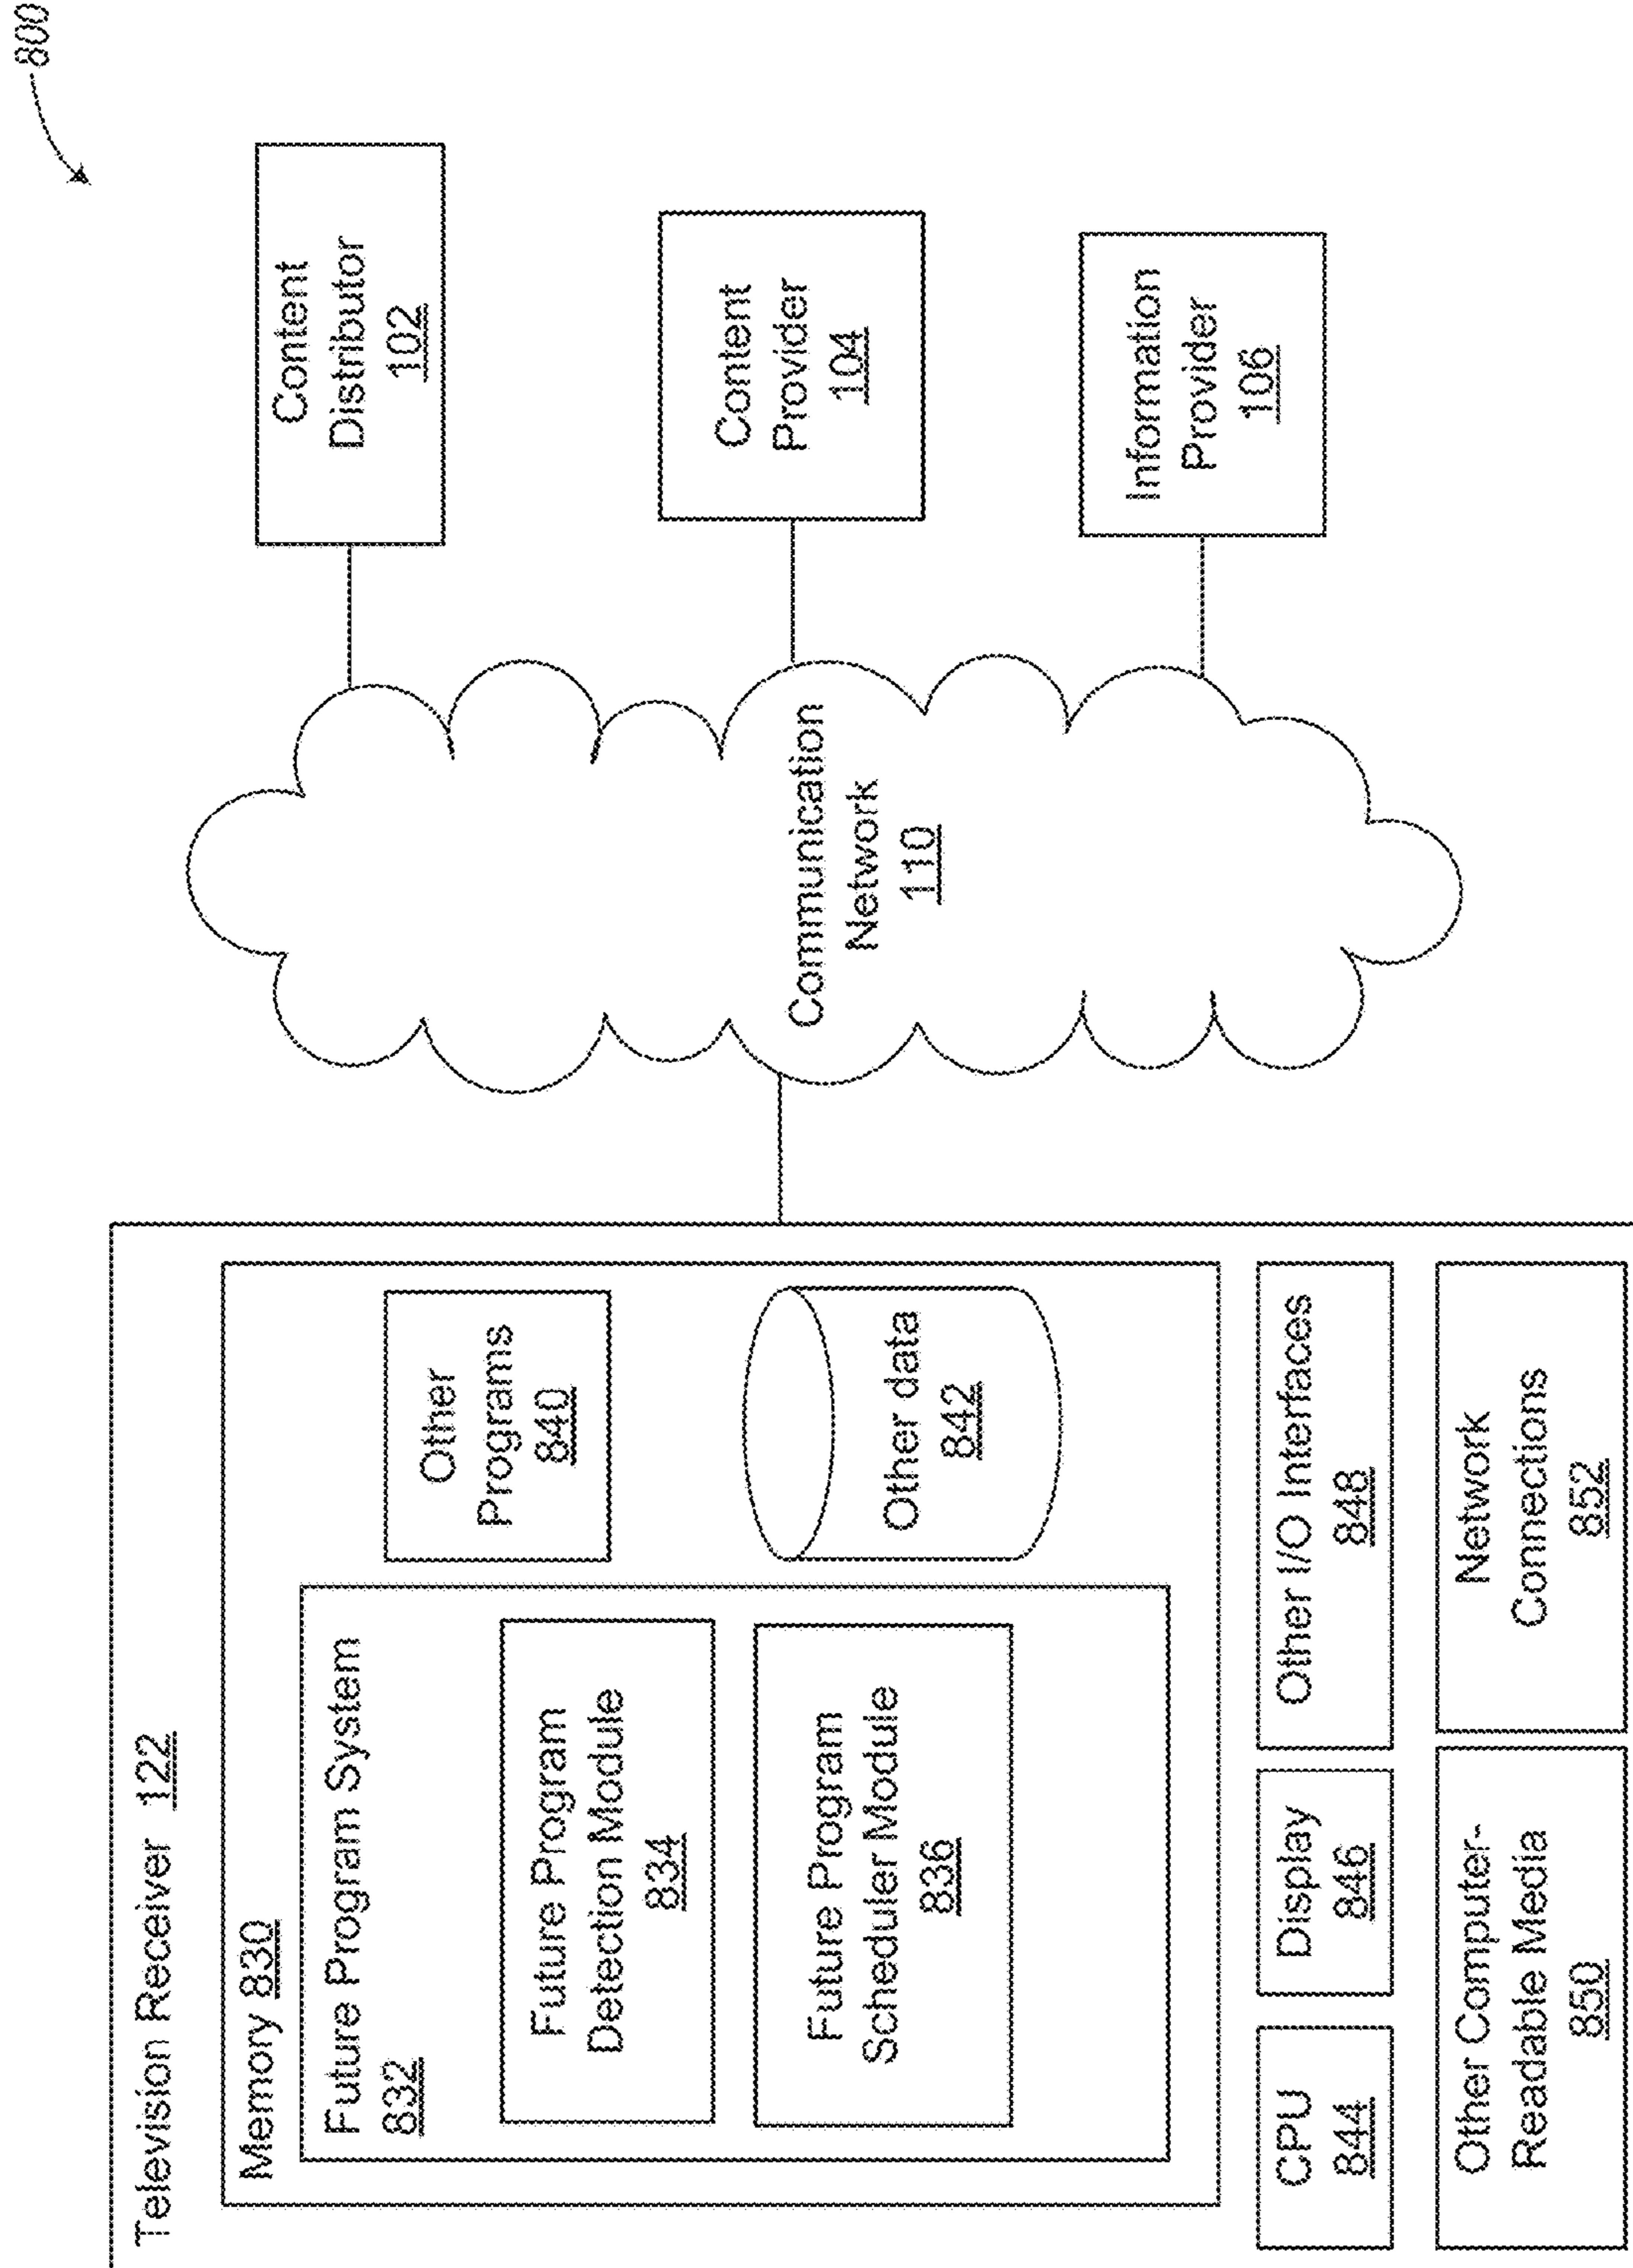 800
Television Receiver 122
Memory 830
Future Program System
832
Future Program
Detection Module
834
Future Program
Scheduler Module
836
Other
Programs
840
Other data
842
CPU
844
Display
846
Other I/O Interfaces
848
Other Computer-
Readable Media
850
Network
Connections
852
Communication
Network
110
Content
Distributor
102
Content
Provider
104
Information
Provider
106